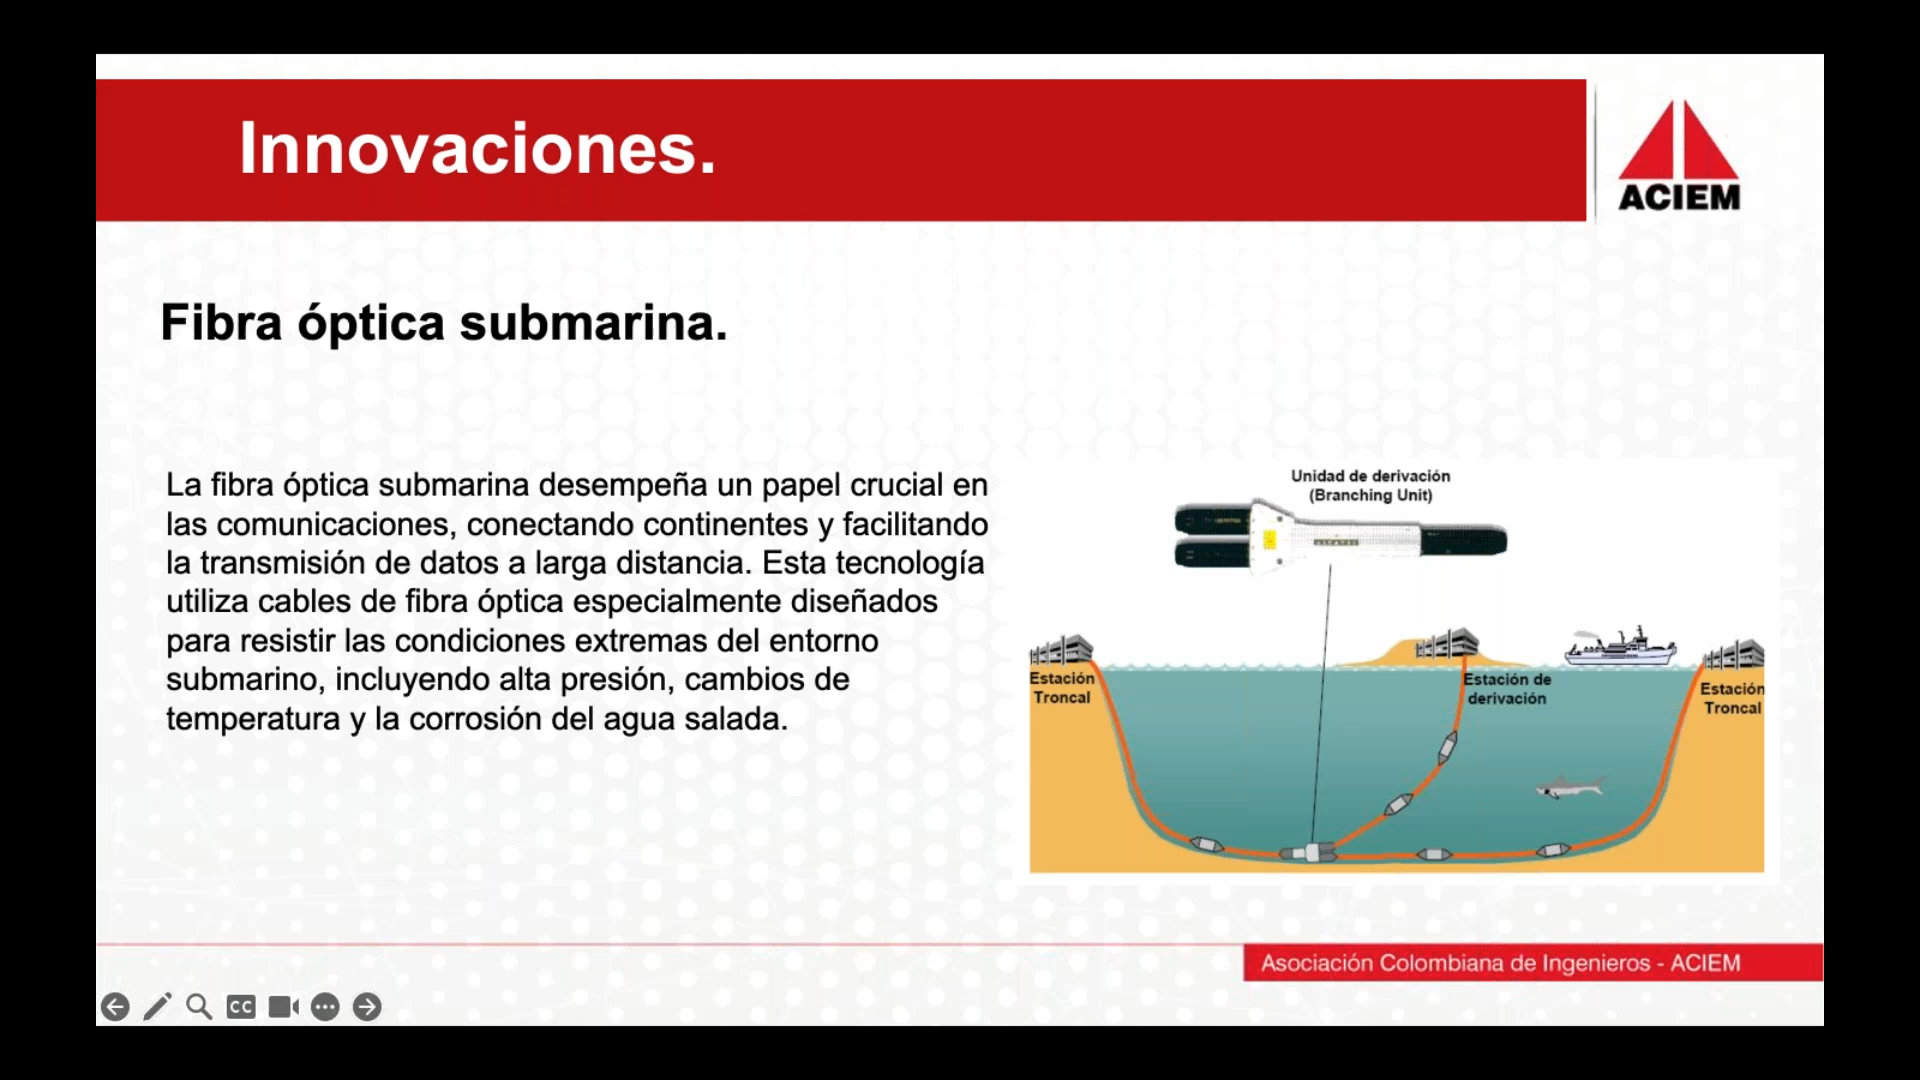 Innovaciones.
ACIEM
Fibra óptica submarina.
La fibra óptica submarina desempeña un papel crucial en
las comunicaciones, conectando continentes y facilitando
la transmisión de datos a larga distancia. Esta tecnología
utiliza cables de fibra óptica especialmente diseñados
para resistir las condiciones extremas del entorno
submarino, incluyendo alta presión, cambios de
temperatura y la corrosión del agua salada.
Unidad de derivación
(Branching Unit)
Estación
Troncal
Estación de
derivación
Estación
Troncal
Asociación Colombiana de Ingenieros - ACIEM
CC